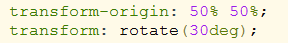 transform-origin: 50% 50%;
transform: rotate(30deg);